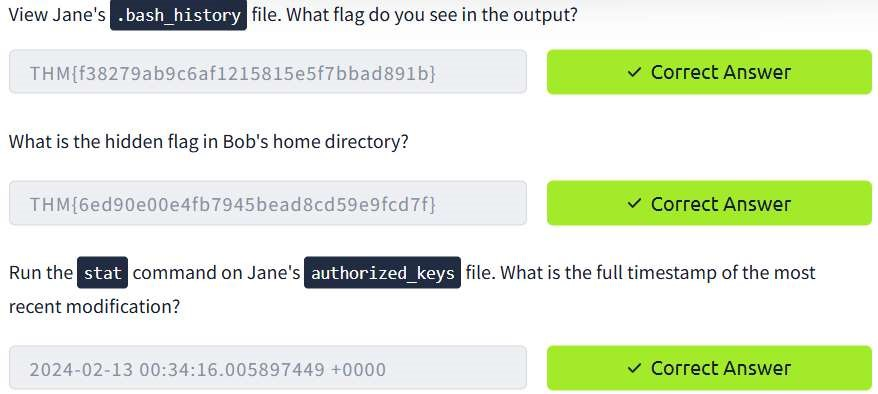 View Jane's .bash_history file. What flag do you see in the output?
THM{f38279ab9c6af1215815e5f7bbad891b}
✓ Correct Answer
What is the hidden flag in Bob's home directory?
THM{6ed90e00e4fb7945bead8cd59e9fcd7f}
✓ Correct Answer
Run the stat command on Jane's authorized_keys file. What is the full timestamp of the most
recent modification?
2024-02-13 00:34:16.005897449 +0000
✓ Correct Answer